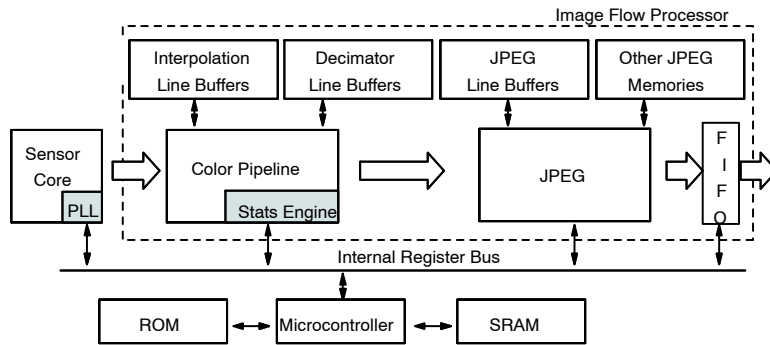 Image Flow Processor
Interpolation
Line Buffers
Decimator
Line Buffers
JPEG
Line Buffers
Other JPEG
Memories
Sensor
Core
PLL
Color Pipeline
Stats Engine
JPEG
F
I
F
O
Internal Register Bus
ROM
Microcontroller
SRAM